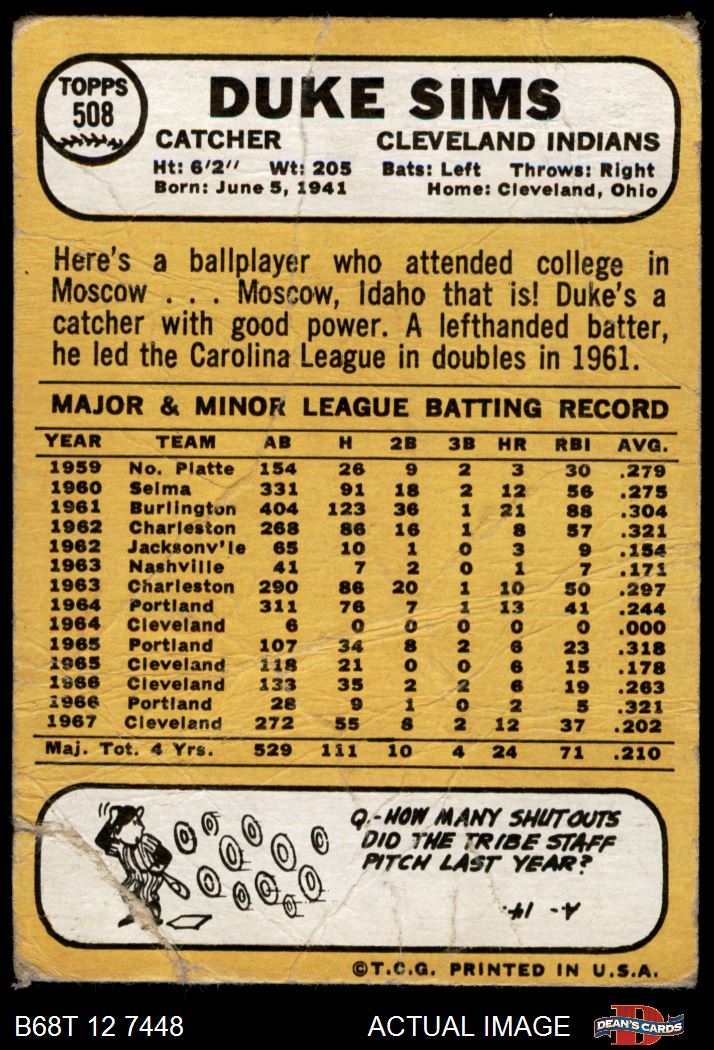 TOPPS
508
DUKE SIMS
CATCHER CLEVELAND INDIANS
Ht: 6'2" Wt: 205 Bats: Left Throws: Right
Born: June 5, 1941 Home: Cleveland, Ohio
Here's a ballplayer who attended college in
Moscow . . . Moscow, Idaho that is! Duke's a
catcher with good power. A lefthanded batter,
he led the Carolina League in doubles in 1961.
MAJOR & MINOR LEAGUE BATTING RECORD
YEAR TEAM AB H 2B 3B HR RBI AVG.
1959 No. Platte 154 26 9 2 3 30 .279
1960 Selma 331 91 18 2 12 56 .275
1961 Burlington 404 123 36 1 21 88 .304
1962 Charleston 268 86 16 1 8 57 .321
1962 Jacksonv'le 65 10 1 0 3 9 .154
1963 Nashville 41 7 2 0 1 7 .171
1963 Charleston 290 86 20 1 10 50 .297
1964 Portland 311 76 7 1 13 41 .244
1964 Cleveland 6 0 0 0 0 0 .000
1965 Portland 107 34 8 2 6 23 .318
1965 Cleveland 118 21 0 0 6 15 .178
1966 Cleveland 133 35 2 2 6 19 .263
1966 Portland 28 9 1 0 2 5 .321
1967 Cleveland 272 55 8 2 12 37 .202
Maj. Tot. 4 Yrs. 529 111 10 4 24 71 .210
Q.-HOW MANY SHUTOUTS
DID THE TRIBE STAFF
PITCH LAST YEAR?
A.- 14.
©T.C.G. PRINTED IN U.S.A.
B68T 12 7448 ACTUAL IMAGE
D
DEAN'S CARDS